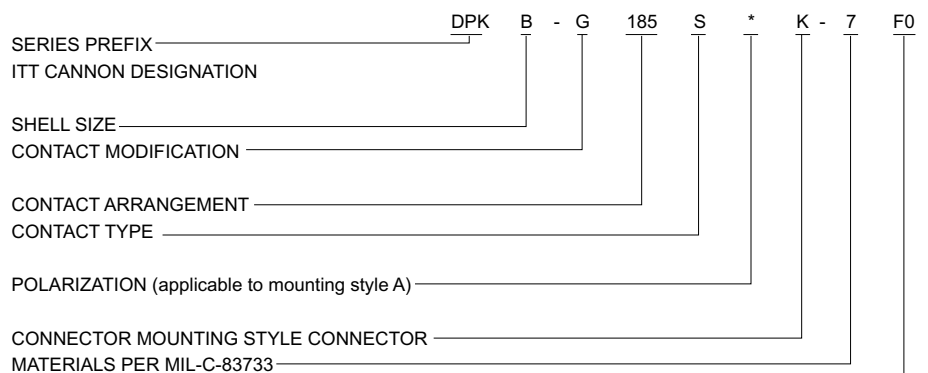 DPK B - G 185 S * K - 7 F0
SERIES PREFIX
ITT CANNON DESIGNATION
SHELL SIZE
CONTACT MODIFICATION
CONTACT ARRANGEMENT
CONTACT TYPE
POLARIZATION (applicable to mounting style A)
CONNECTOR MOUNTING STYLE CONNECTOR
MATERIALS PER MIL-C-83733